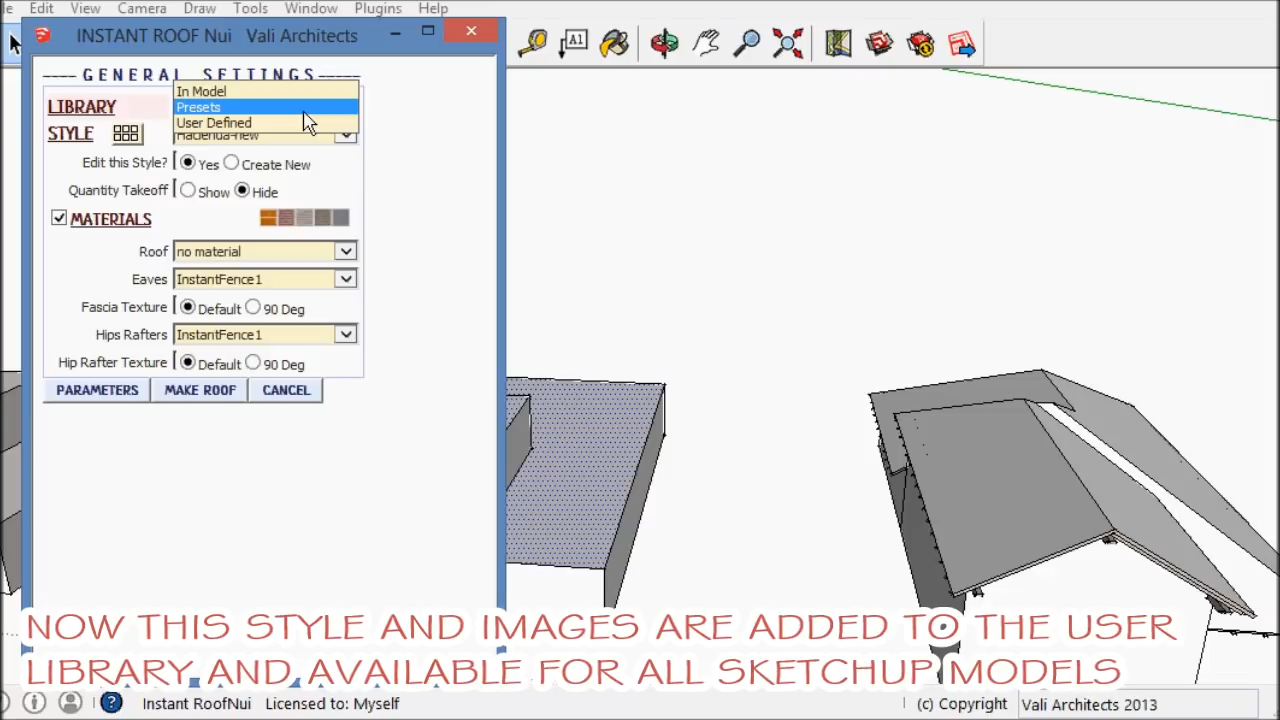 Edit View Camera Draw Tools Window Plugins Help
INSTANT ROOF Nui Vali Architects
A1
GENERAL SETTINGS
In Model
LIBRARY Presets
User Defined
STYLE Hacienda-new
Edit this Style? Yes Create New
Quantity Takeoff Show Hide
MATERIALS
Roof no material
Eaves InstantFence1
Fascia Texture Default 90 Deg
Hips Rafters InstantFence1
Hip Rafter Texture Default 90 Deg
PARAMETERS MAKE ROOF CANCEL
NOW THIS STYLE AND IMAGES ARE ADDED TO THE USER
LIBRARY AND AVAILABLE FOR ALL SKETCHUP MODELS
Instant RoofNui Licensed to: Myself (c) Copyright Vali Architects 2013